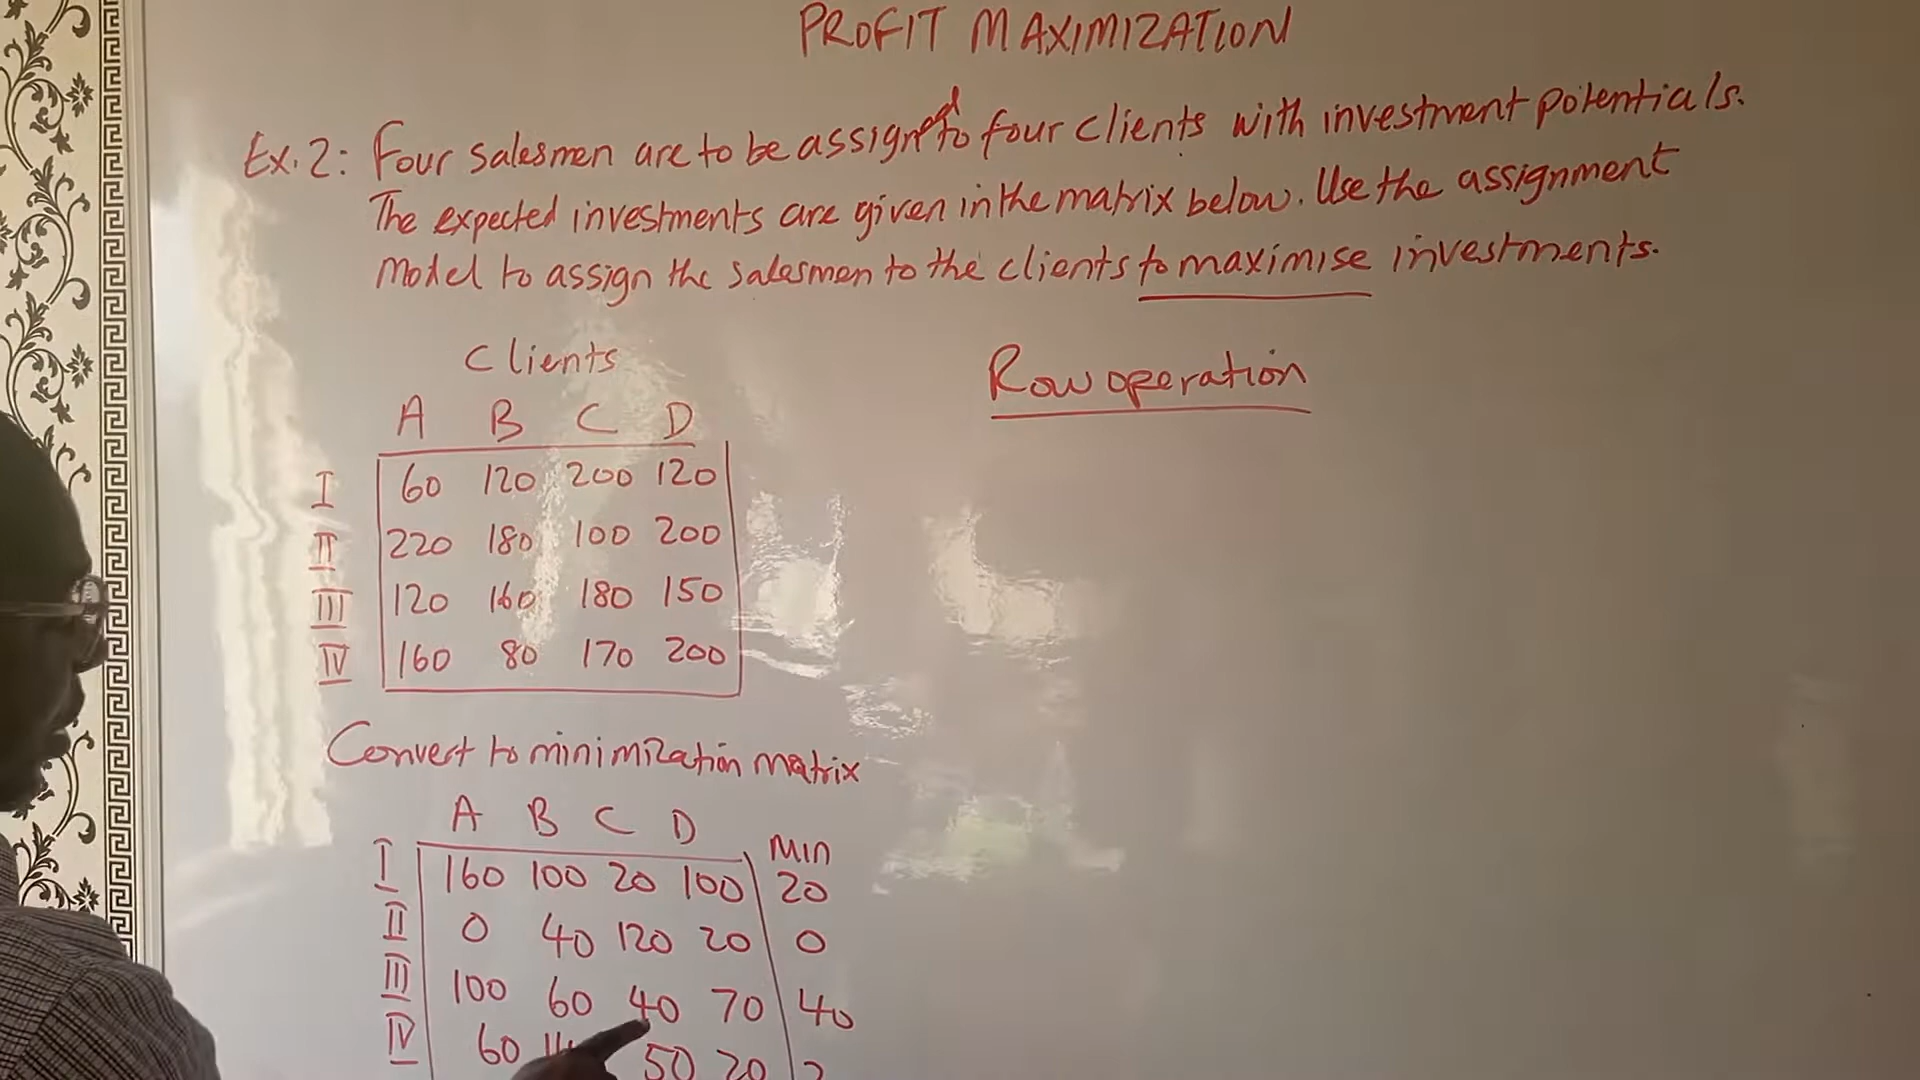 PROFIT MAXIMIZATION
Ex.2: Four salesmen are to be assigned to four clients with investment potentials.
The expected investments are given in the matrix below. Use the assignment
Model to assign the salesmen to the clients to maximise investments.
Clients
A B C D
I 60 120 200 120
II 220 180 100 200
III 120 160 180 150
IV 160 80 170 200
Row operation
Convert to minimization matrix
A B C D Min
I 160 100 20 100 20
II 0 40 120 20 0
III 100 60 40 70 40
IV 60 50 20